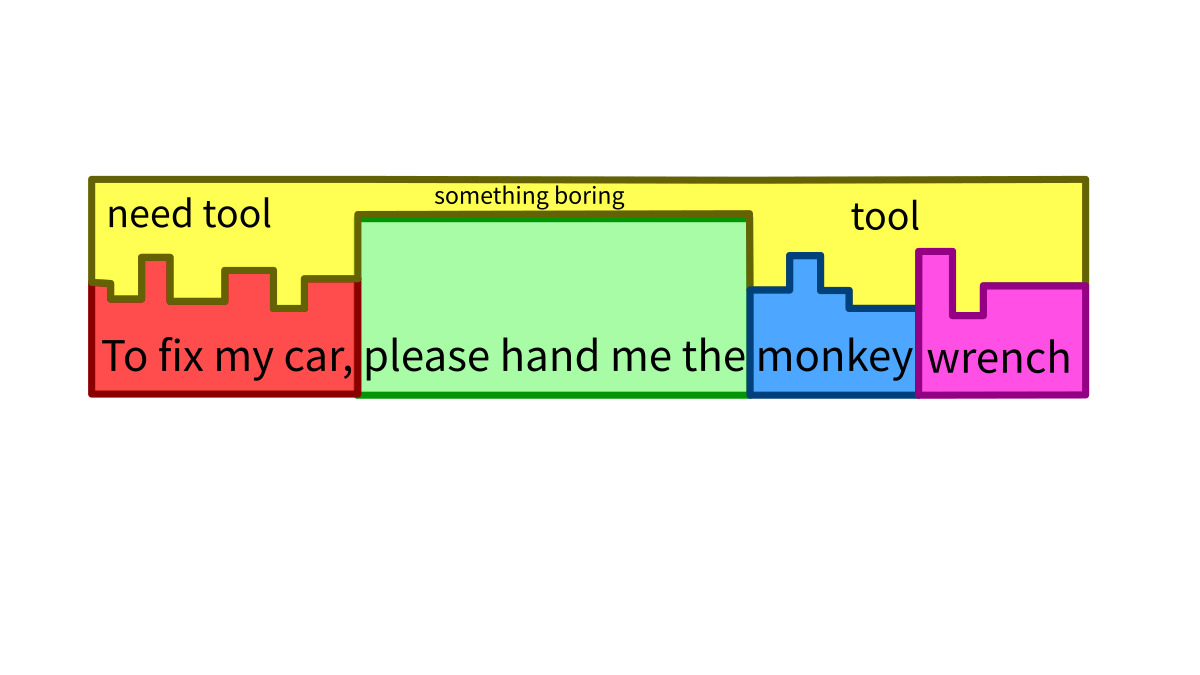 something boring
need tool
tool
To fix my car, please hand me the monkey wrench